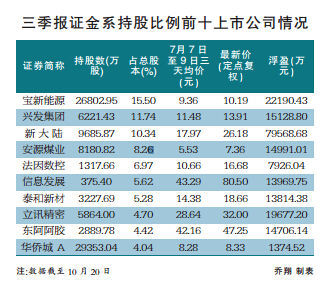 三季报证金系持股比例前十上市公司情况
证券简称 持股数(万股) 占总股本(%) 7月7日至9日三天均价(元) 最新价(定点复权) 浮盈(万元)
宝新能源 26802.95 15.50 9.36 10.19 22190.43
兴发集团 6221.43 11.74 11.48 13.91 15128.80
新大陆 9685.87 10.34 17.97 26.18 79568.68
安源煤业 8180.82 8.26 5.53 7.36 14991.01
法因数控 1317.66 6.97 10.66 16.68 7926.04
信息发展 375.40 5.62 43.29 80.50 13969.75
泰和新材 3227.69 5.28 14.38 18.66 13814.38
立讯精密 5864.00 4.70 28.64 32.00 19677.20
东阿阿胶 2889.78 4.42 42.16 47.25 14706.14
华侨城A 29353.04 4.04 8.28 8.33 1374.52
注:数据截至10月20日 乔翔 制表